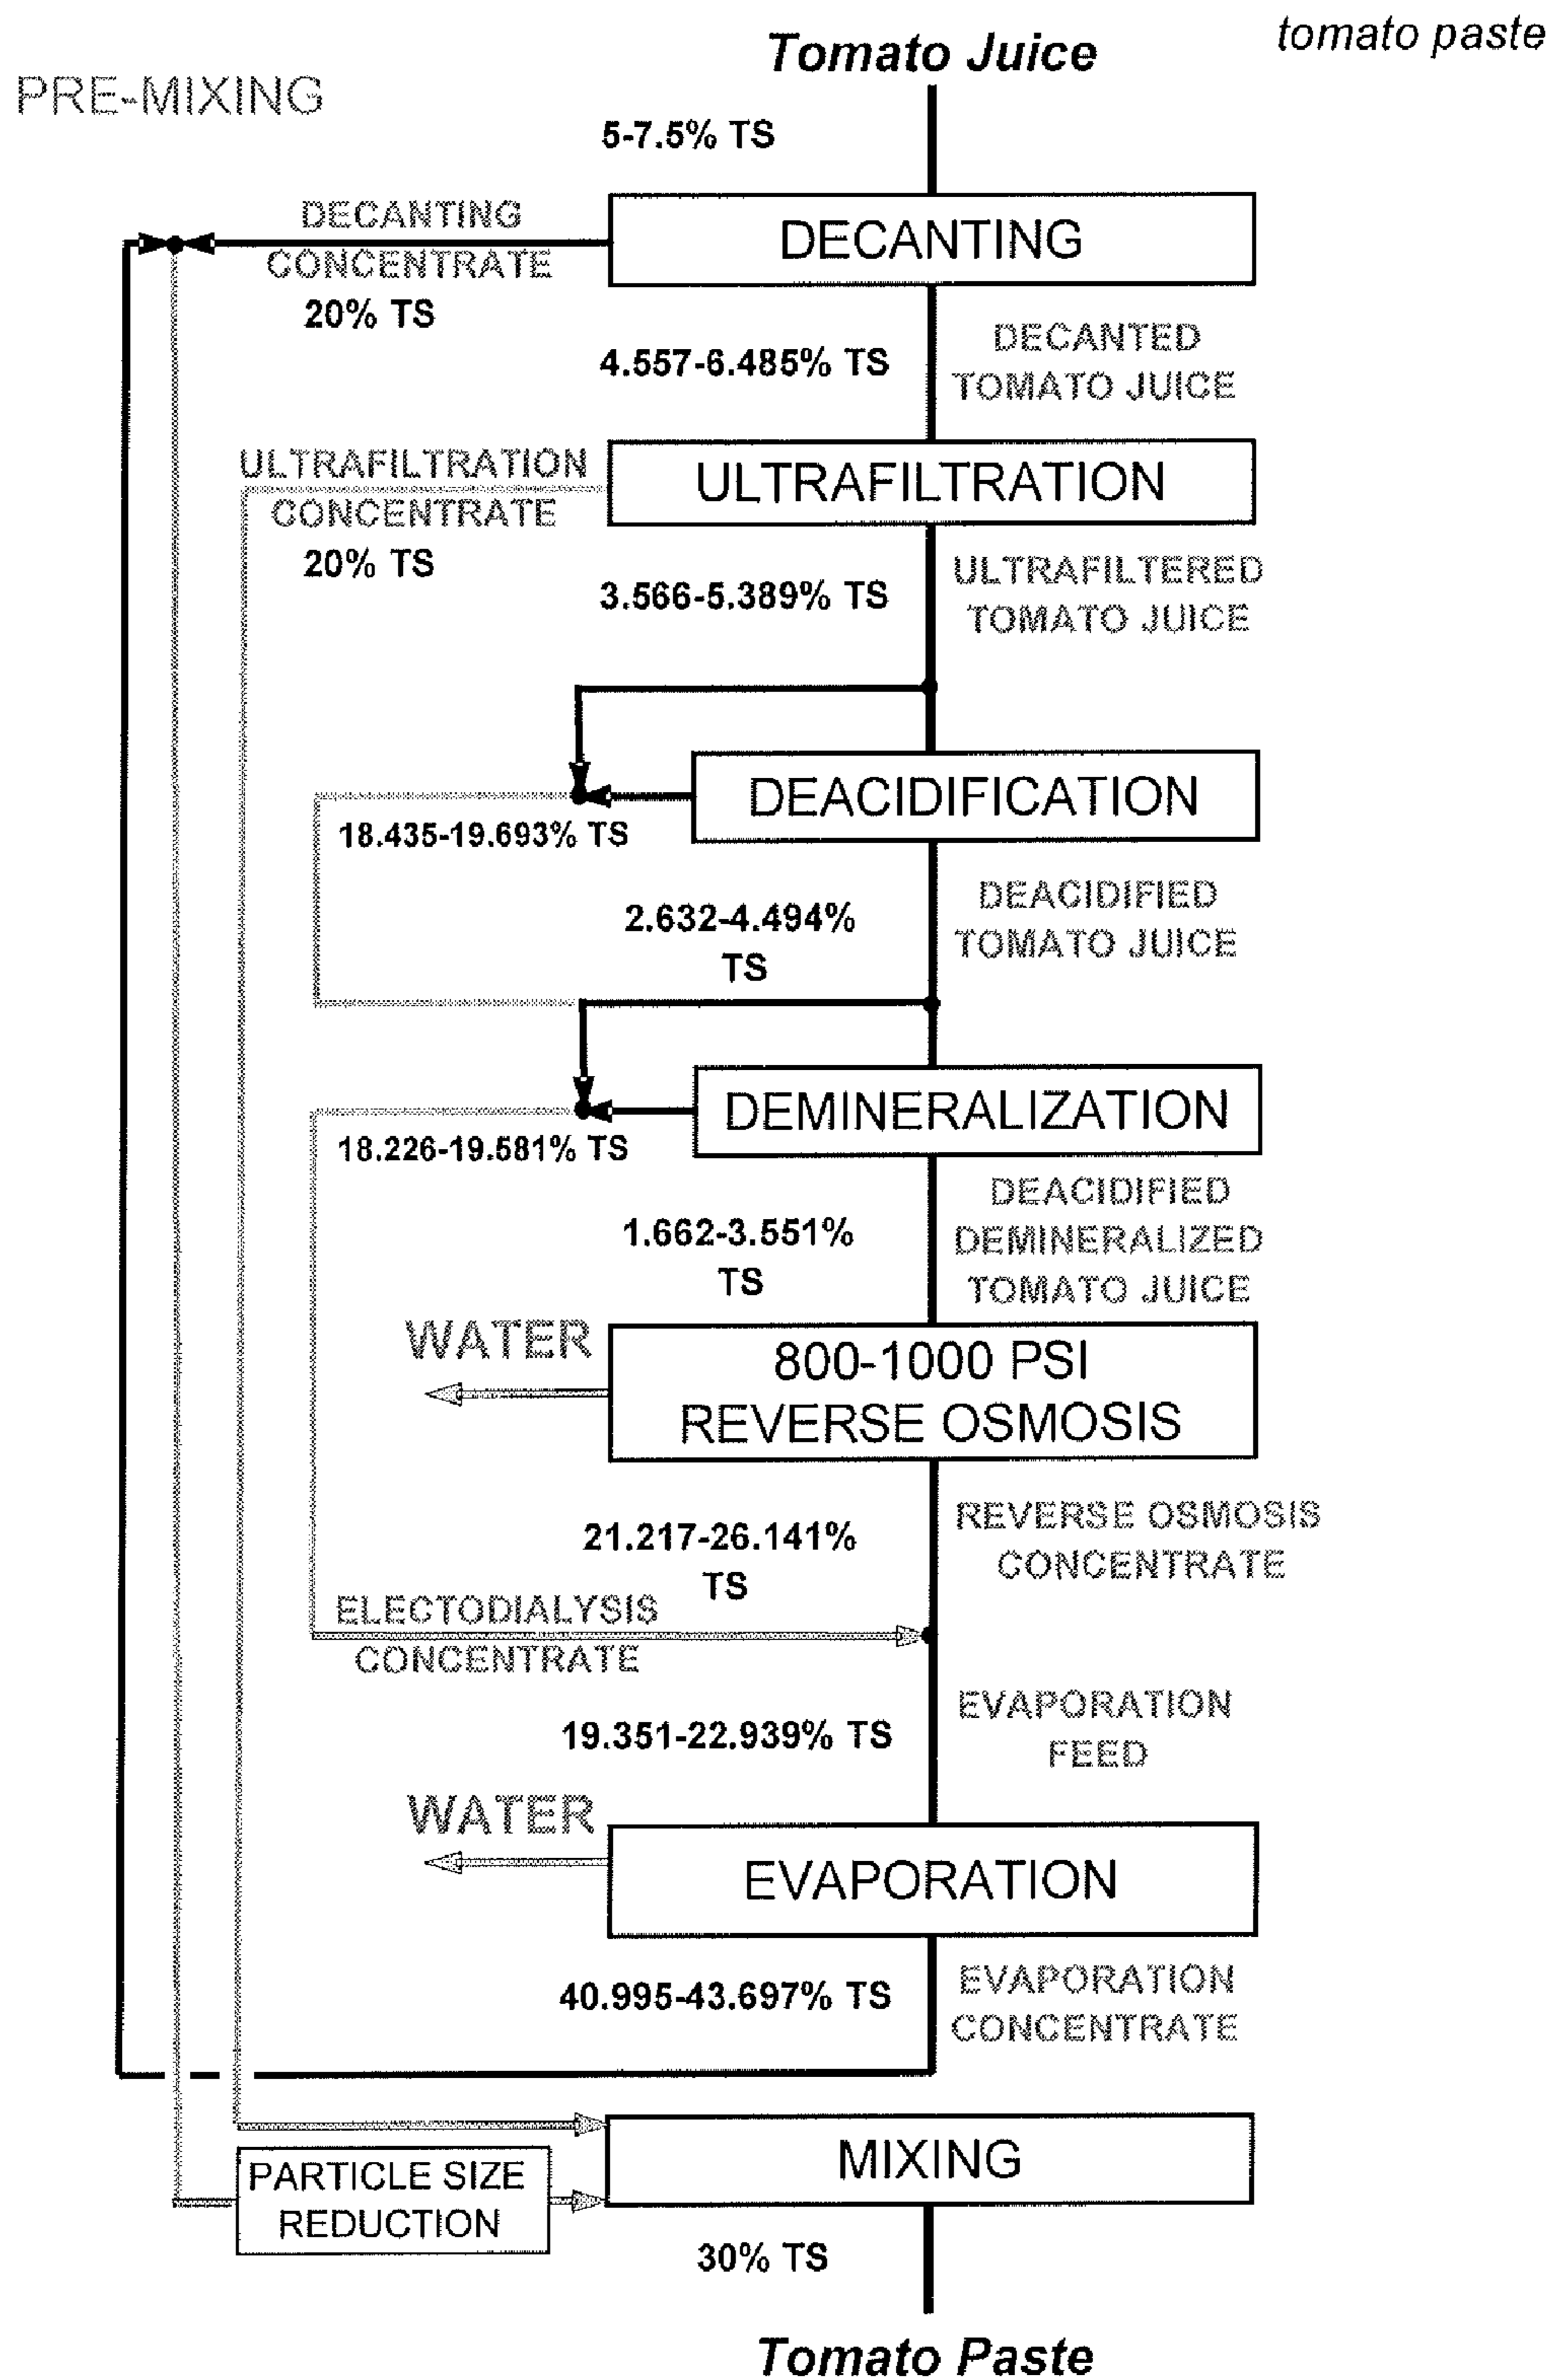 tomato paste
Tomato Juice
PRE-MIXING
5-7.5% TS
DECANTING
CONCENTRATE
20% TS
DECANTING
4.557-6.485% TS
DECANTED
TOMATO JUICE
ULTRAFILTRATION
CONCENTRATE
20% TS
ULTRAFILTRATION
3.566-5.389% TS
ULTRAFILTERED
TOMATO JUICE
DEACIDIFICATION
18.435-19.693% TS
2.632-4.494%
TS
DEACIDIFIED
TOMATO JUICE
DEMINERALIZATION
18.226-19.581% TS
1.662-3.551%
TS
DEACIDIFIED
DEMINERALIZED
TOMATO JUICE
WATER
800-1000 PSI
REVERSE OSMOSIS
21.217-26.141%
TS
REVERSE OSMOSIS
CONCENTRATE
ELECTODIALYSIS
CONCENTRATE
19.351-22.939% TS
EVAPORATION
FEED
WATER
EVAPORATION
40.995-43.697% TS
EVAPORATION
CONCENTRATE
MIXING
PARTICLE SIZE
REDUCTION
30% TS
Tomato Paste